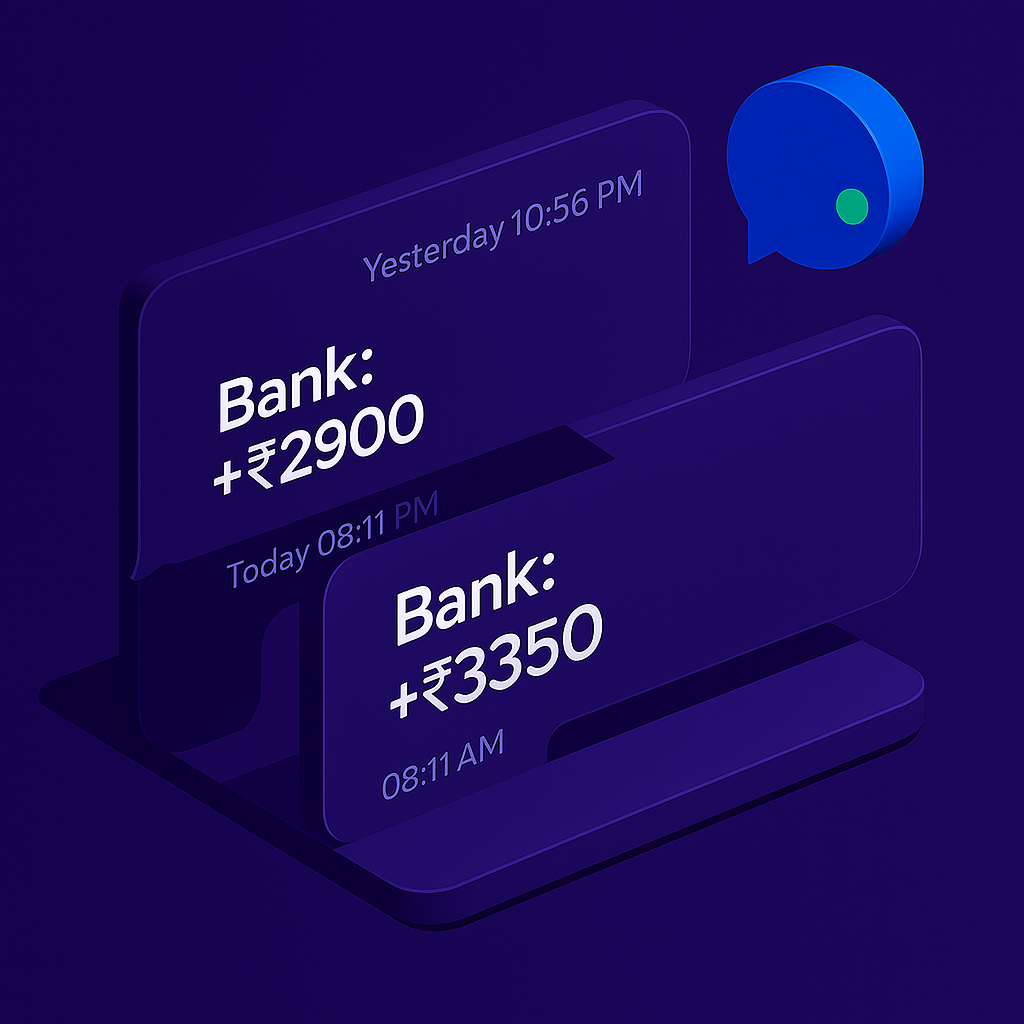 Yesterday 10:56 PM
Bank:
+₹2900
Today 08:11 PM
Bank:
+₹3350
08:11 AM